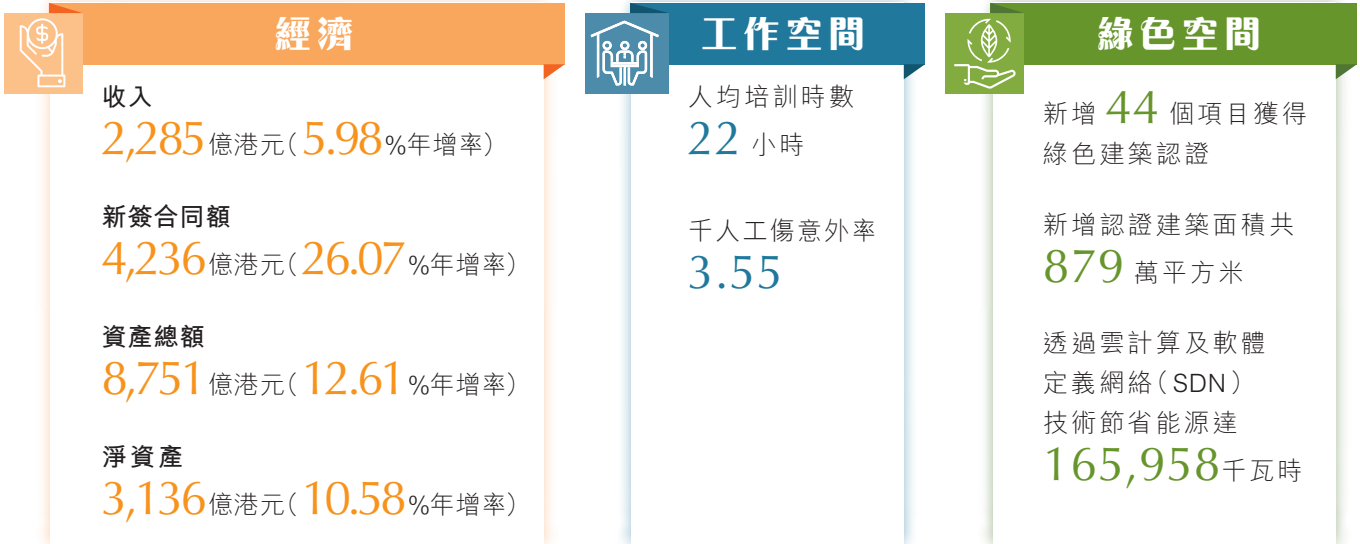 經濟
收入
2,285億港元(5.98%年增率)
新簽合同額
4,236億港元(26.07%年增率)
資產總額
8,751億港元(12.61%年增率)
淨資產
3,136億港元(10.58%年增率)
工作空間
人均培訓時數
22 小時
千人工傷意外率
3.55
綠色空間
新增 44 個項目獲得
綠色建築認證
新增認證建築面積共
879 萬平方米
透過雲計算及軟體
定義網絡(SDN)
技術節省能源達
165,958千瓦時